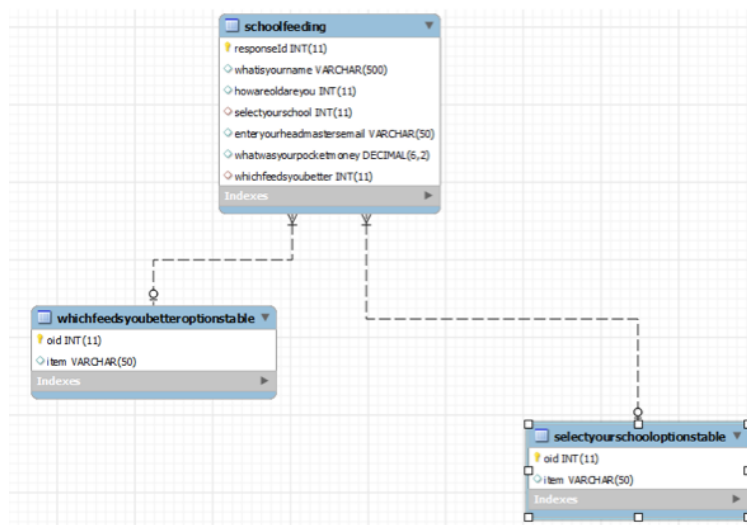 schoolfeeding
responseId INT(11)
whatisyourname VARCHAR(500)
howareoldareyou INT(11)
selectyourschool INT(11)
enteryourheadmastersemail VARCHAR(50)
whatwasyourpocketmoney DECIMAL(6,2)
whichfeedsyoubetter INT(11)
Indexes
whichfeedsyoubetteroptionstable
oid INT(11)
item VARCHAR(50)
Indexes
selectyourschooloptionstable
oid INT(11)
item VARCHAR(50)
Indexes